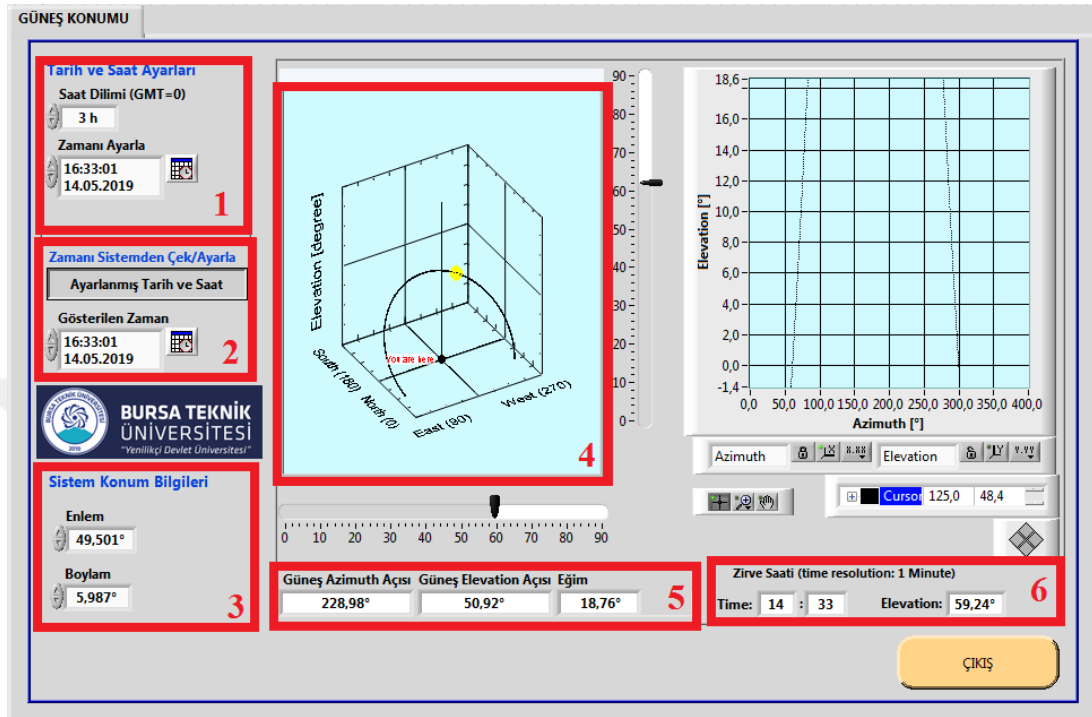 GÜNEŞ KONUMU
Tarih ve Saat Ayarları
Saat Dilimi (GMT=0)
3 h
Zamanı Ayarla
16:33:01
14.05.2019
1
Zamanı Sistemden Çek/Ayarla
Ayarlanmış Tarih ve Saat
Gösterilen Zaman
16:33:01
14.05.2019
2
BURSA TEKNİK
ÜNİVERSİTESİ
"Yenilikçi Devlet Üniversitesi"
BURSA TEKNİK ÜNİVERSİTESİ
2010
Sistem Konum Bilgileri
Enlem
49,501°
Boylam
5,987°
3
Elevation [degree]
South (180)
North (0)
East (90)
West (270)
You are here
4
90
80
70
60
50
40
30
20
10
0
0 10 20 30 40 50 60 70 80 90
Güneş Azimuth Açısı Güneş Elevation Açısı Eğim
228,98° 50,92° 18,76°
5
Elevation [°]
18,6
16,0
14,0
12,0
10,0
8,0
6,0
4,0
2,0
0,0
-1,4
0,0 50,0 100,0 150,0 200,0 250,0 300,0 350,0 400,0
Azimuth [°]
Azimuth
Elevation
Cursor 125,0 48,4
Zirve Saati (time resolution: 1 Minute)
Time: 14 : 33 Elevation: 59,24°
6
ÇIKIŞ